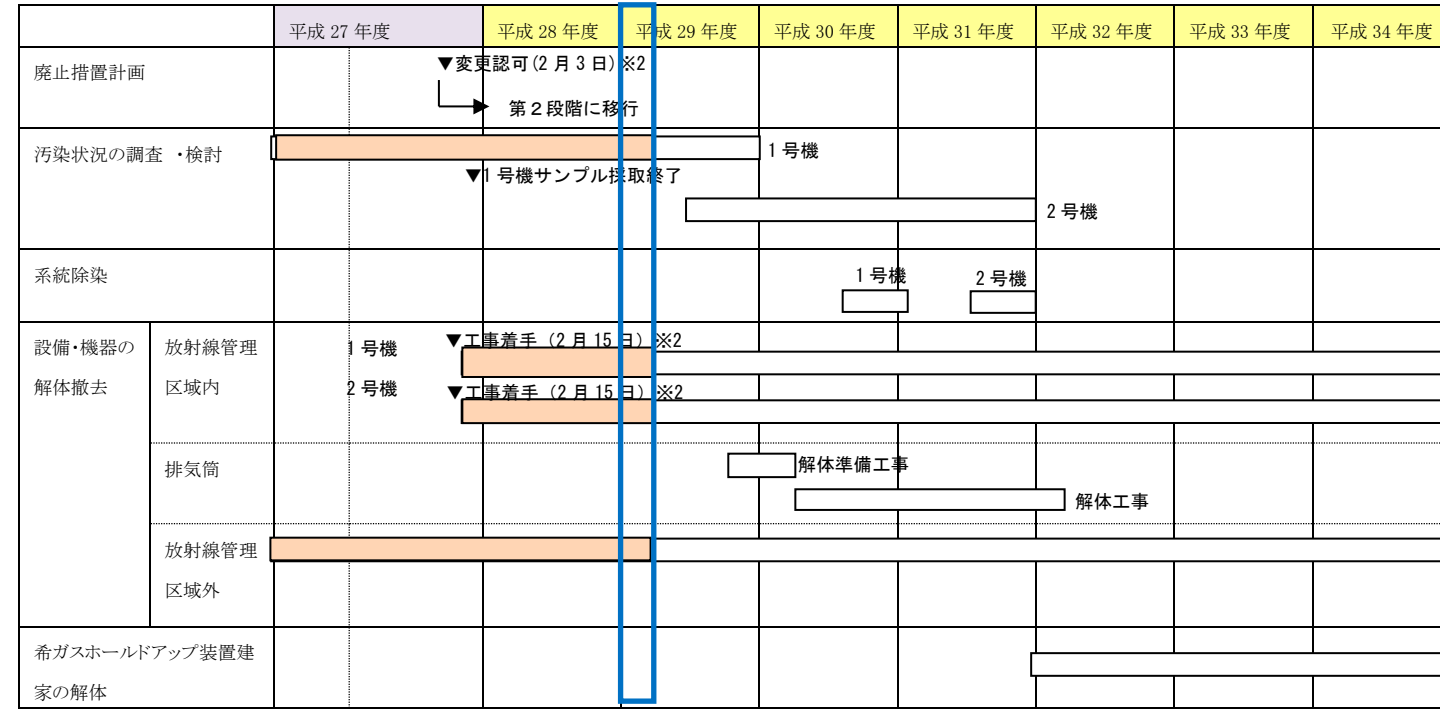 平成 27 年度 平成 28 年度 平成 29 年度 平成 30 年度 平成 31 年度 平成 32 年度 平成 33 年度 平成 34 年度
廃止措置計画
▼変更認可(2 月 3 日)※2
第２段階に移行
汚染状況の調査 ・検討
1 号機
▼1 号機サンプル採取終了
2 号機
系統除染
1 号機 2 号機
設備・機器の
解体撤去
放射線管理
区域内
1 号機 ▼工事着手（2 月 15 日）※2
2 号機 ▼工事着手（2 月 15 日）※2
排気筒
解体準備工事
解体工事
放射線管理
区域外
希ガスホールドアップ装置建
家の解体